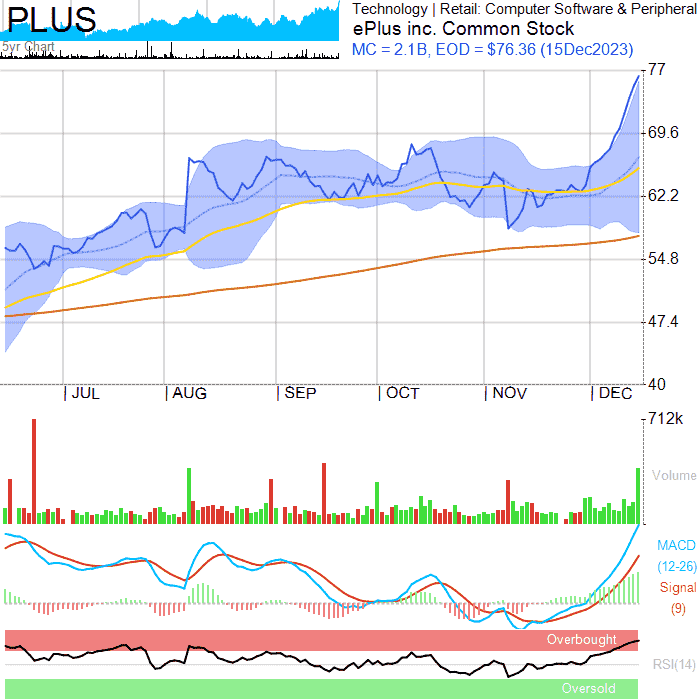 PLUS
5yr Chart
Technology | Retail: Computer Software & Peripheral
ePlus inc. Common Stock
MC = 2.1B, EOD = $76.36 (15Dec2023)
77
69.6
62.2
54.8
47.4
40
JUL AUG SEP OCT NOV DEC
712k
Volume
MACD
(12-26)
Signal
(9)
Overbought
RSI(14)
Oversold